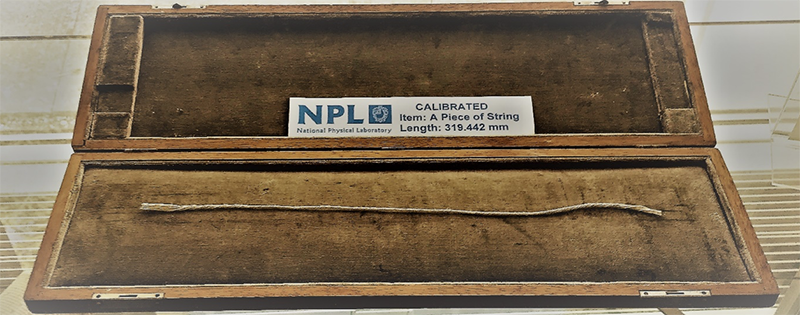 NPL
National Physical Laboratory
CALIBRATED
Item: A Piece of String
Length: 319.442 mm